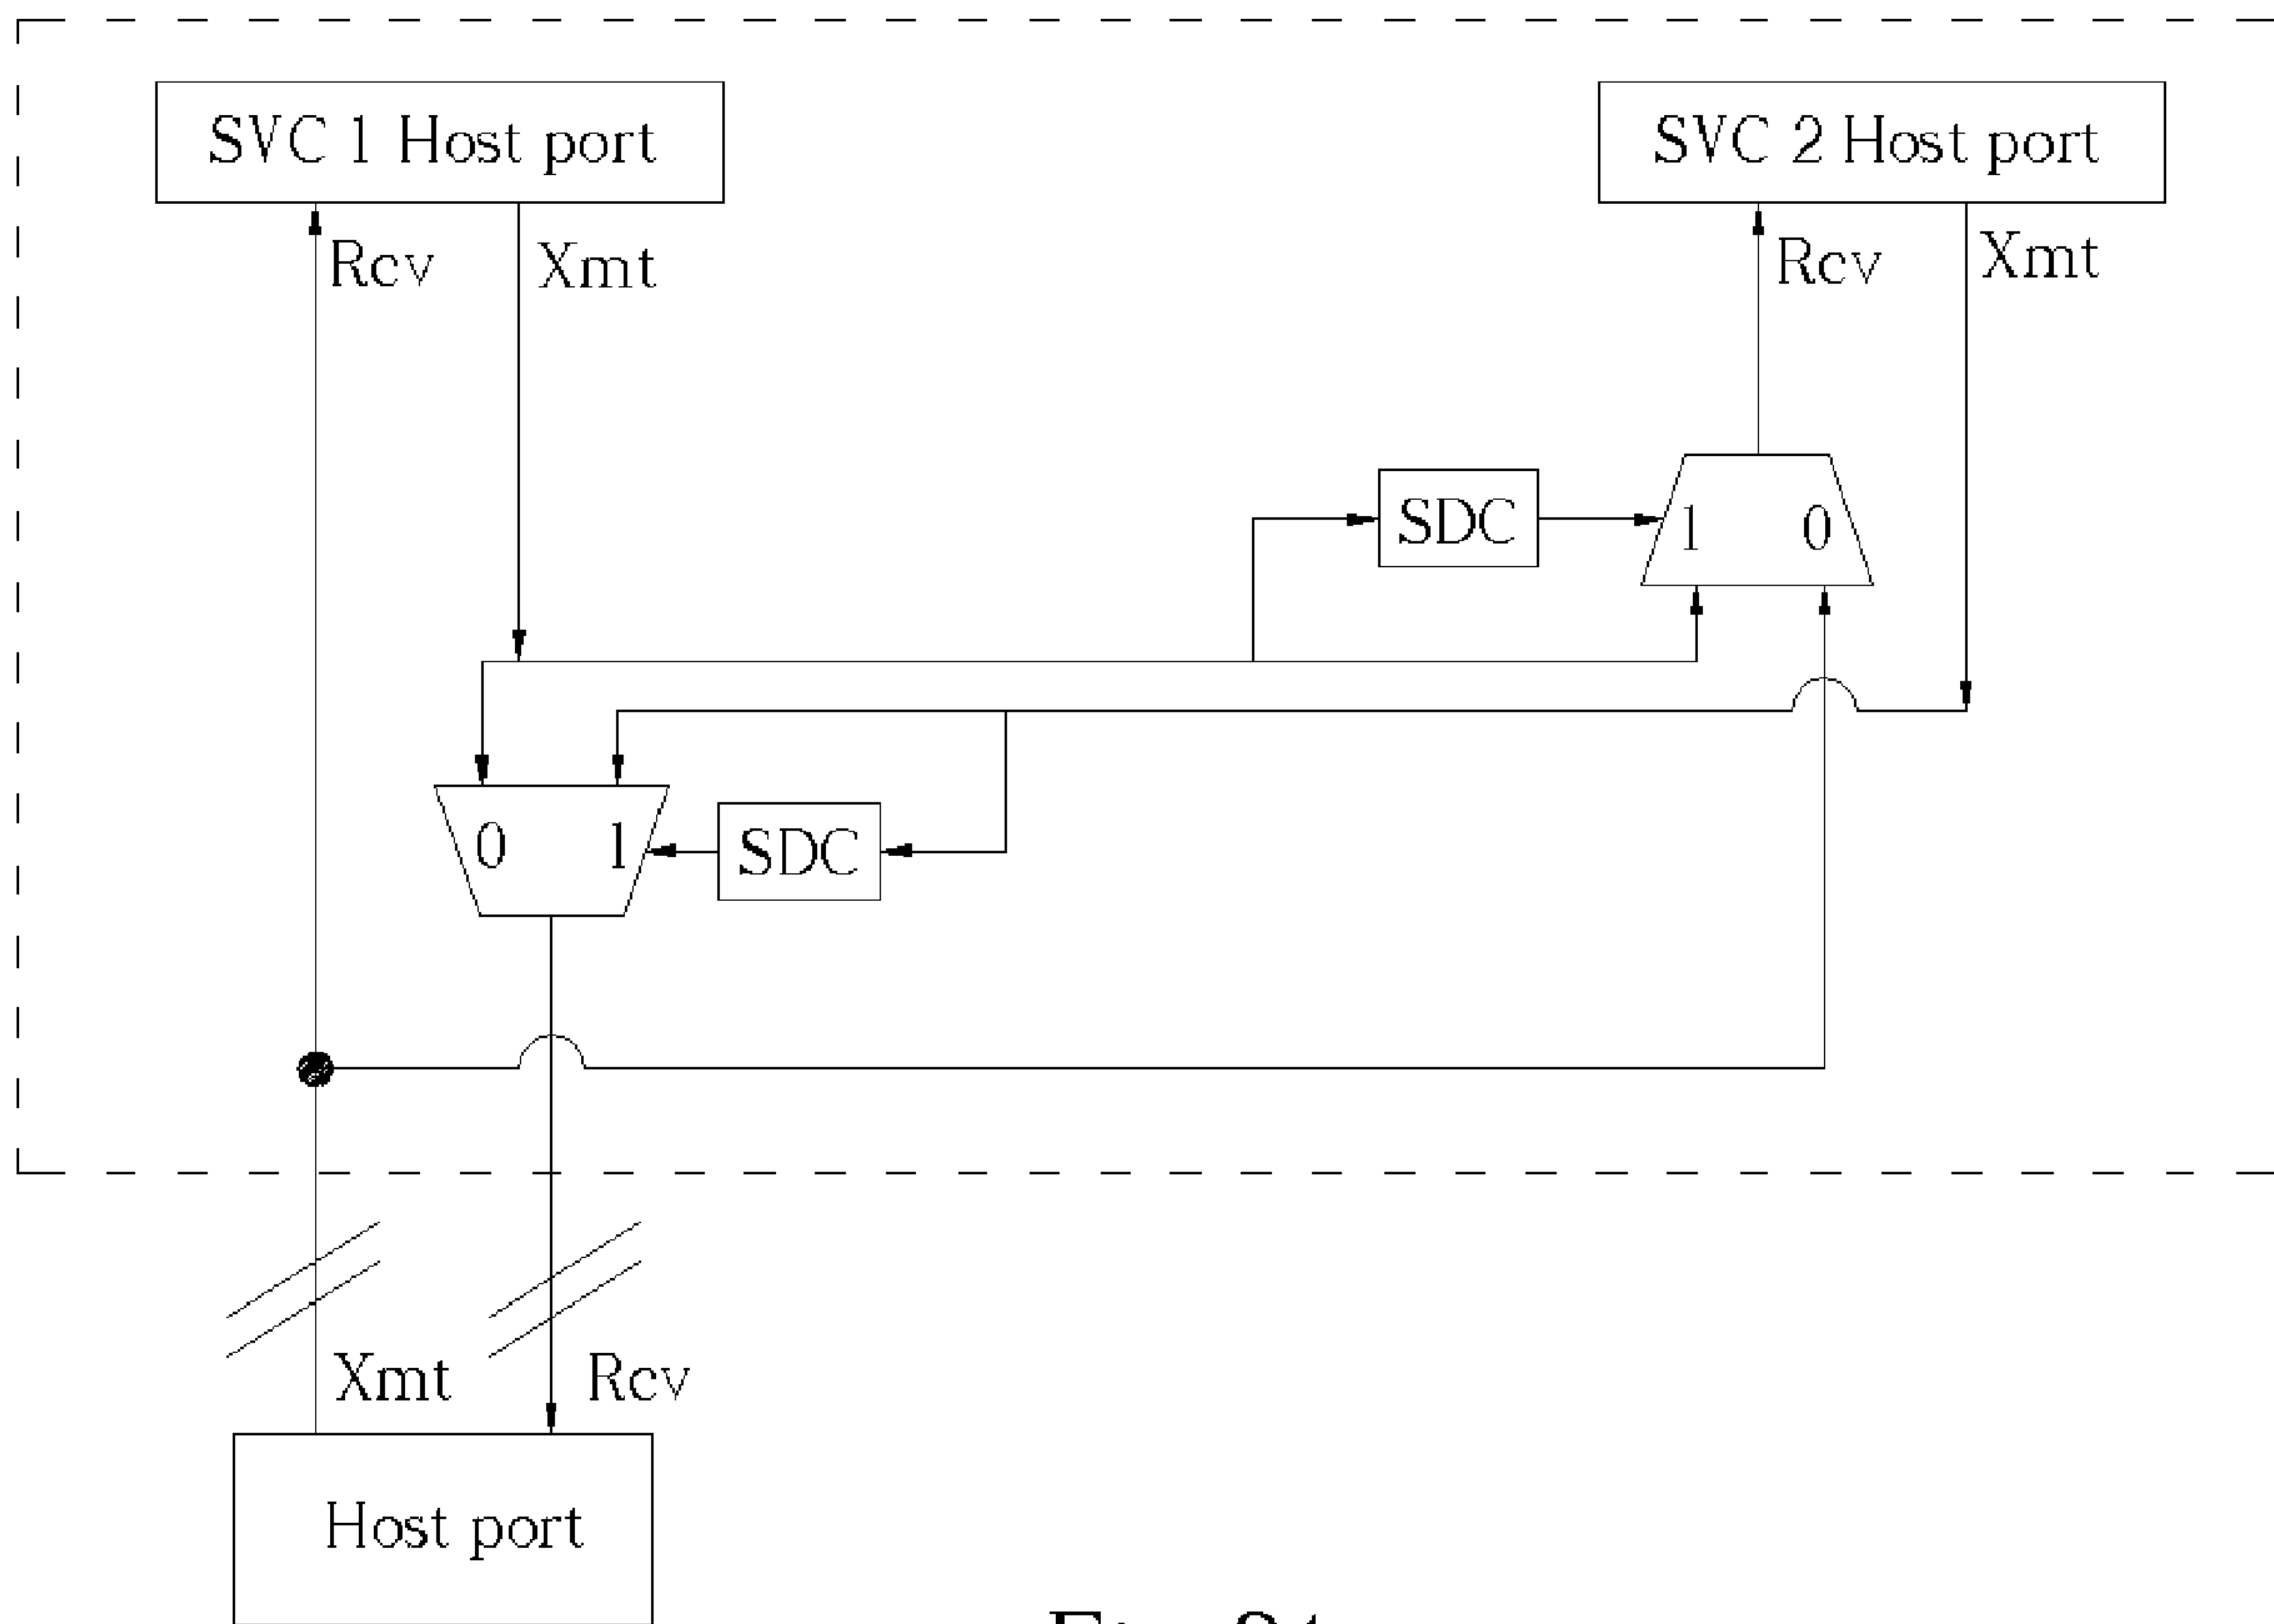 SVC 1 Host port
SVC 2 Host port
Rcv
Xmt
Rcv
Xmt
SDC
1 0
0 1
SDC
Xmt
Rcv
Host port